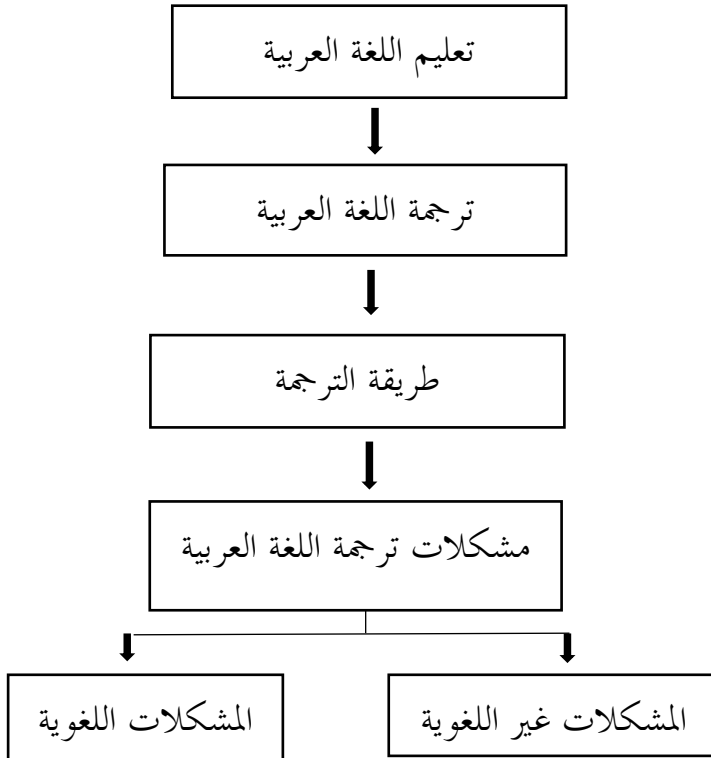 تعليم اللغة العربية
ترجمة اللغة العربية
طريقة الترجمة
مشكلات ترجمة اللغة العربية
المشكلات غير اللغوية
المشكلات اللغوية